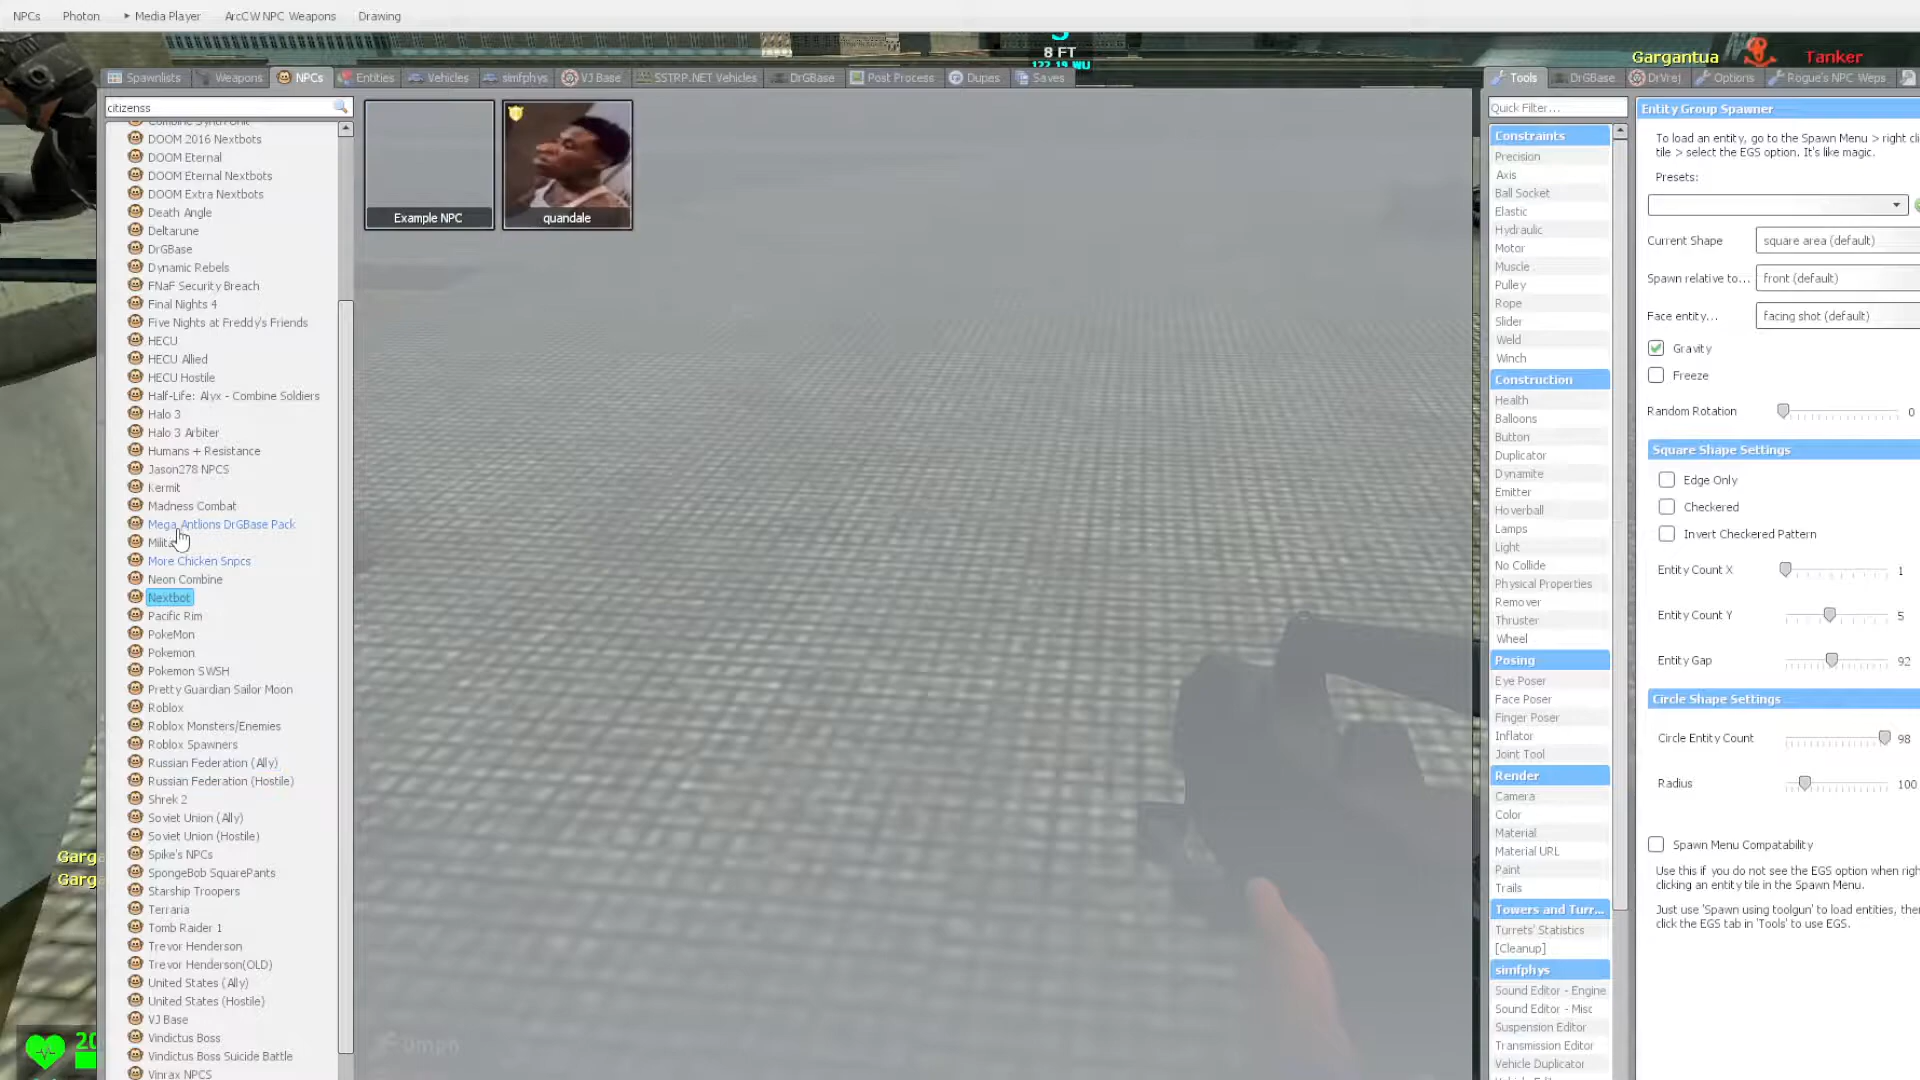 NPCs Photon Media Player ArcCW NPC Weapons Drawing
8 FT
122.19 WU
Gargantua Tanker
Spawnlists Weapons NPCs Entities Vehicles simfphys VJ Base SSTRP.NET Vehicles DrGBase Post Process Dupes Saves
Tools DrGBase DrVrej Options Rogue's NPC Weps
citizenss
DOOM 2016 Nextbots
DOOM Eternal
DOOM Eternal Nextbots
DOOM Extra Nextbots
Death Angle
Deltarune
DrGBase
Dynamic Rebels
FNaF Security Breach
Final Nights 4
Five Nights at Freddy's Friends
HECU
HECU Allied
HECU Hostile
Half-Life: Alyx - Combine Soldiers
Halo 3
Halo 3 Arbiter
Humans + Resistance
Jason278 NPCS
Kermit
Madness Combat
Mega Antlions DrGBase Pack
More Chicken Snpcs
Neon Combine
Nextbot
Pacific Rim
PokeMon
Pokemon
Pokemon SWSH
Pretty Guardian Sailor Moon
Roblox
Roblox Monsters/Enemies
Roblox Spawners
Russian Federation (Ally)
Russian Federation (Hostile)
Shrek 2
Soviet Union (Ally)
Soviet Union (Hostile)
Spike's NPCs
SpongeBob SquarePants
Starship Troopers
Terraria
Tomb Raider 1
Trevor Henderson
Trevor Henderson(OLD)
United States (Ally)
United States (Hostile)
VJ Base
Vindictus Boss
Vindictus Boss Suicide Battle
Vinrax NPCS
Example NPC
quandale
Garga
Garga
20
Quick Filter...
Constraints
Precision
Axis
Ball Socket
Elastic
Hydraulic
Motor
Muscle
Pulley
Rope
Slider
Weld
Winch
Construction
Health
Balloons
Button
Duplicator
Dynamite
Emitter
Hoverball
Lamps
Light
No Collide
Physical Properties
Remover
Thruster
Wheel
Posing
Eye Poser
Face Poser
Finger Poser
Inflator
Joint Tool
Render
Camera
Color
Material
Material URL
Paint
Trails
Towers and Turr...
Turrets' Statistics
[Cleanup]
simfphys
Sound Editor - Engine
Sound Editor - Misc
Suspension Editor
Transmission Editor
Vehicle Duplicator
Entity Group Spawner
To load an entity, go to the Spawn Menu > right cli
tile > select the EGS option. It's like magic.
Presets:
Current Shape square area (default)
Spawn relative to... front (default)
Face entity... facing shot (default)
Gravity
Freeze
Random Rotation 0
Square Shape Settings
Edge Only
Checkered
Invert Checkered Pattern
Entity Count X 1
Entity Count Y 5
Entity Gap 92
Circle Shape Settings
Circle Entity Count 98
Radius 100
Spawn Menu Compatability
Use this if you do not see the EGS option when righ
clicking an entity tile in the Spawn Menu.
Just use 'Spawn using toolgun' to load entities, then
click the EGS tab in 'Tools' to use EGS.